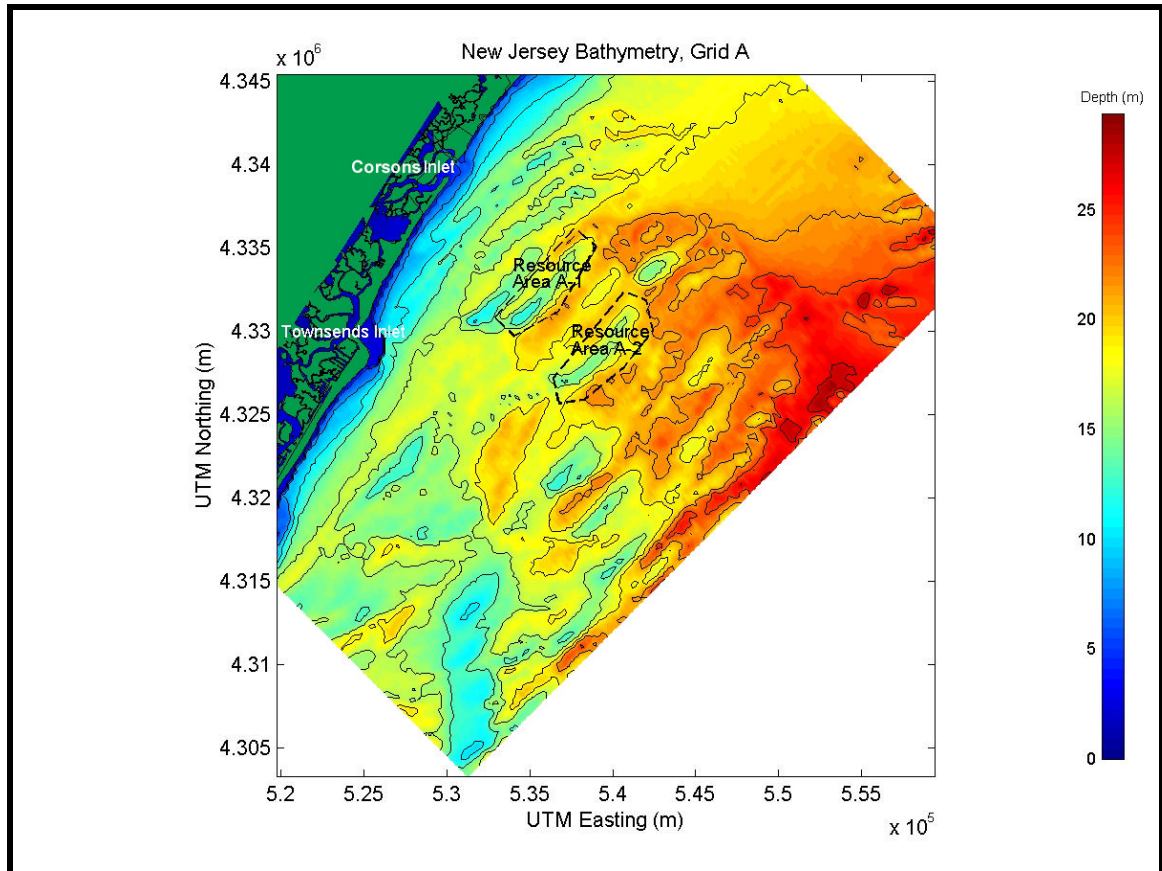 New Jersey Bathymetry, Grid A
x 10^6
4.345
4.34
4.335
4.33
4.325
4.32
4.315
4.31
4.305
UTM Northing (m)
Corsons Inlet
Townsends Inlet
Resource
Area A-1
Resource
Area A-2
5.2
5.25
5.3
5.35
5.4
5.45
5.5
5.55
UTM Easting (m)
x 10^5
Depth (m)
25
20
15
10
5
0